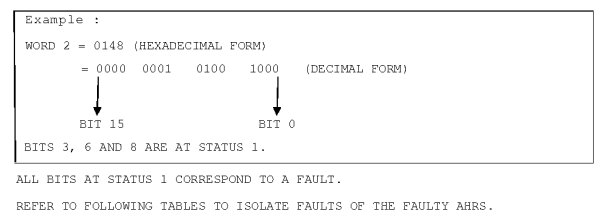 Example :
WORD 2 = 0148 (HEXADECIMAL FORM)
= 0000 0001 0100 1000 (DECIMAL FORM)
BIT 15 BIT 0
BITS 3, 6 AND 8 ARE AT STATUS 1.
ALL BITS AT STATUS 1 CORRESPOND TO A FAULT.
REFER TO FOLLOWING TABLES TO ISOLATE FAULTS OF THE FAULTY AHRS.